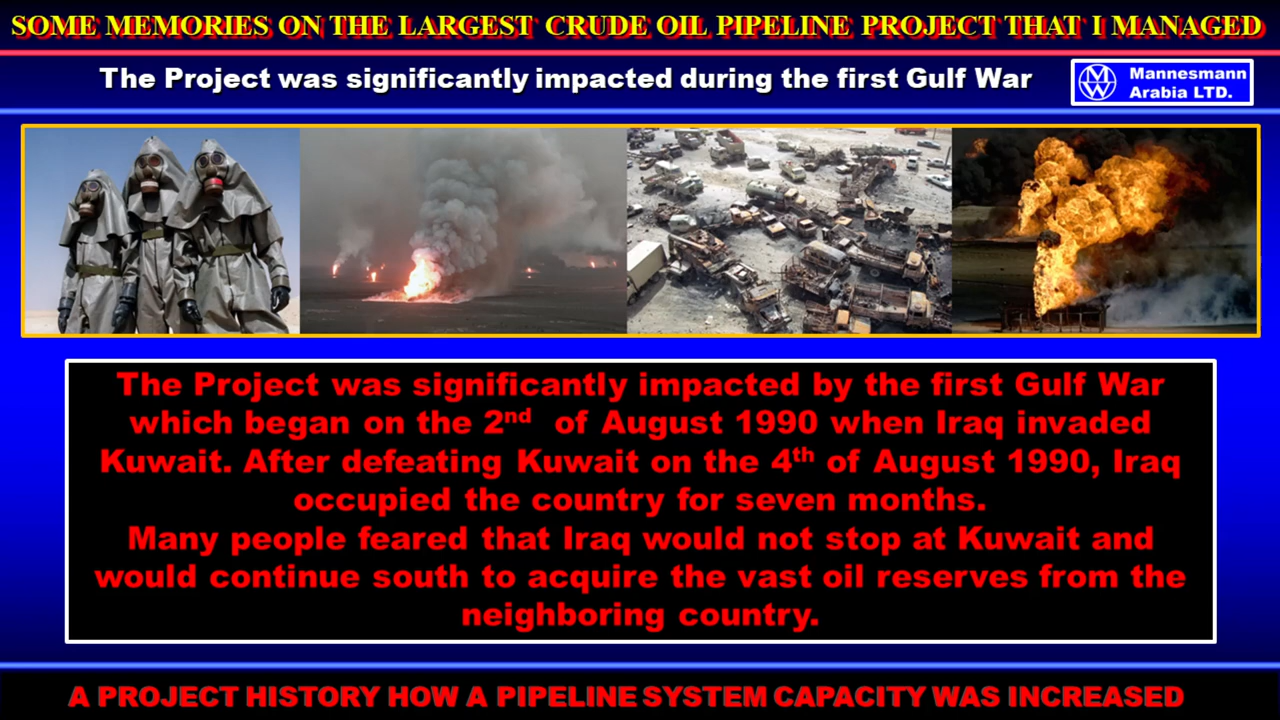 SOME MEMORIES ON THE LARGEST CRUDE OIL PIPELINE PROJECT THAT I MANAGED
The Project was significantly impacted during the first Gulf War
Mannesmann
Arabia LTD.
The Project was significantly impacted by the first Gulf War
which began on the 2nd of August 1990 when Iraq invaded
Kuwait. After defeating Kuwait on the 4th of August 1990, Iraq
occupied the country for seven months.
Many people feared that Iraq would not stop at Kuwait and
would continue south to acquire the vast oil reserves from the
neighboring country.
A PROJECT HISTORY HOW A PIPELINE SYSTEM CAPACITY WAS INCREASED